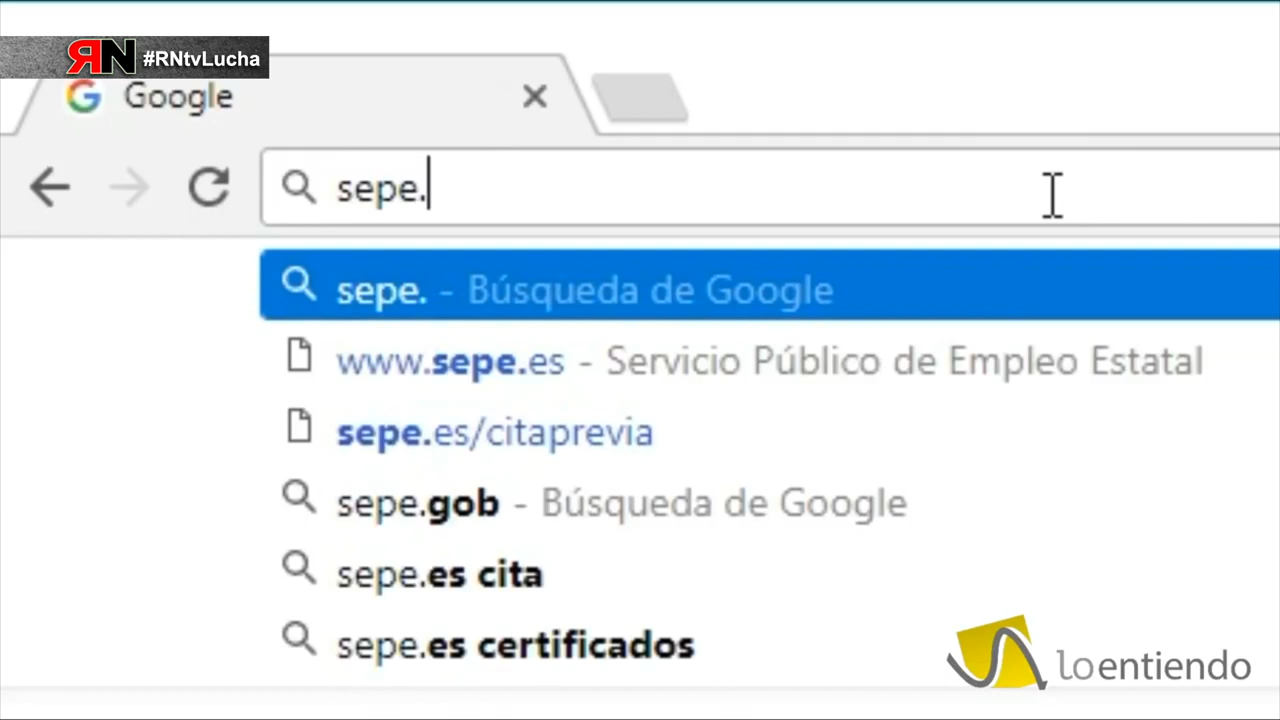 RN #RNtvLucha
Google
sepe.
sepe. - Búsqueda de Google
www.sepe.es - Servicio Público de Empleo Estatal
sepe.es/citaprevia
sepe.gob - Búsqueda de Google
sepe.es cita
sepe.es certificados
loentiendo